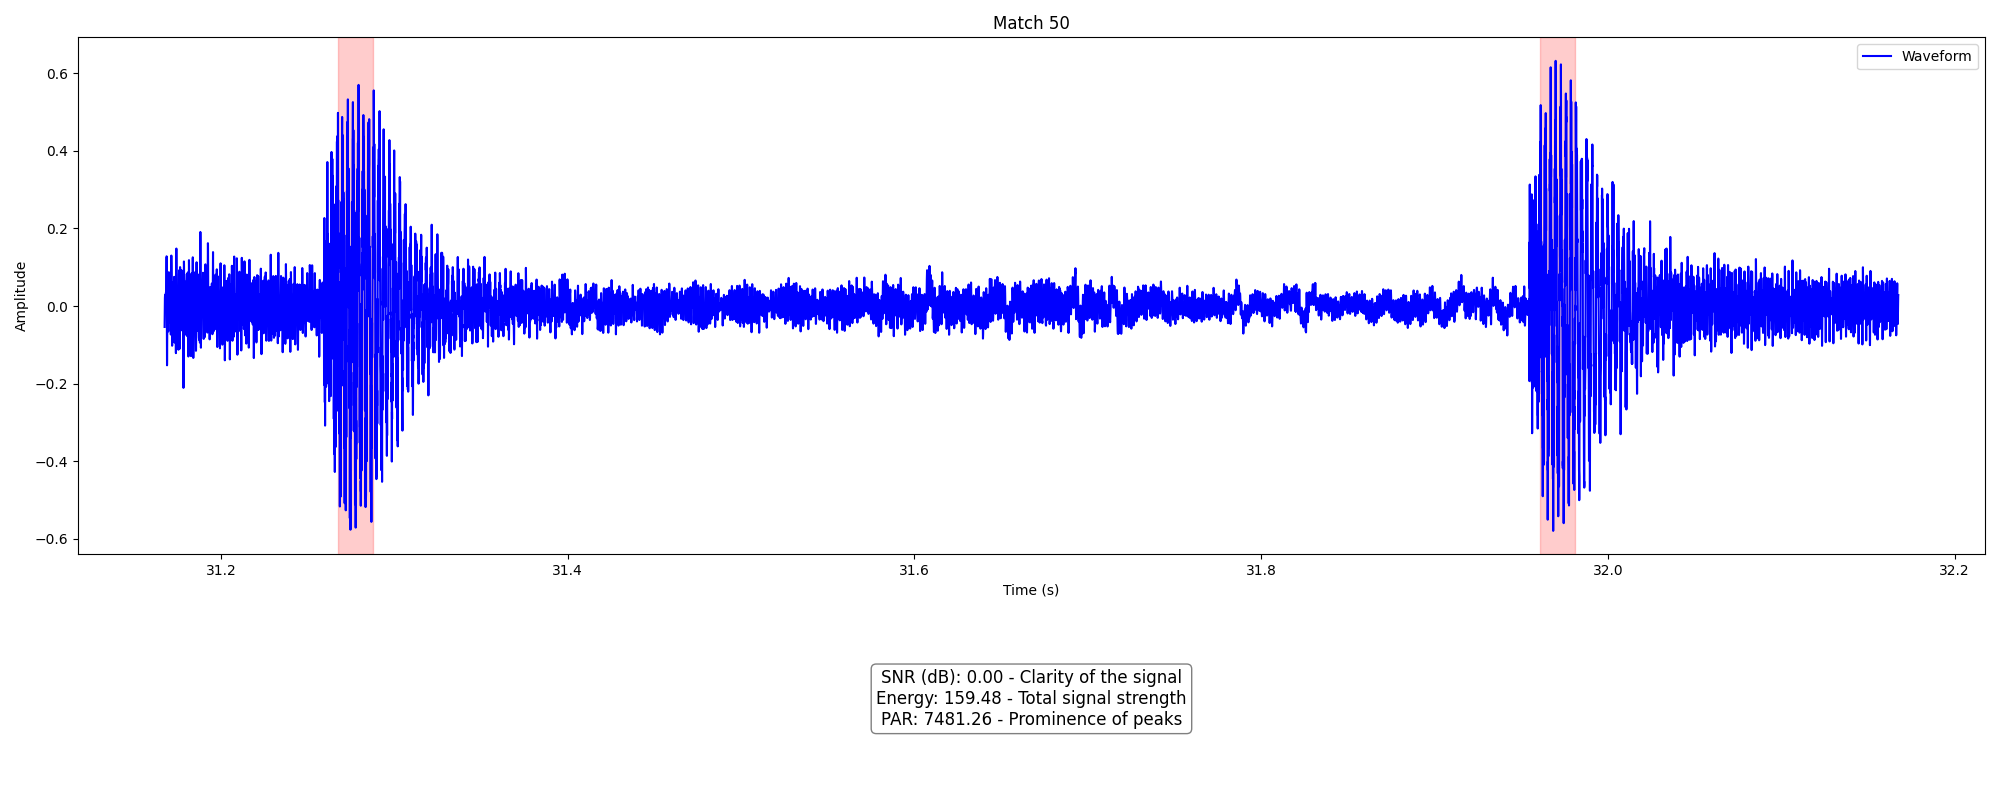 Match 50
Waveform
Amplitude
0.6
0.4
0.2
0.0
−0.2
−0.4
−0.6
31.2 31.4 31.6 31.8 32.0 32.2
Time (s)
SNR (dB): 0.00 - Clarity of the signal
Energy: 159.48 - Total signal strength
PAR: 7481.26 - Prominence of peaks